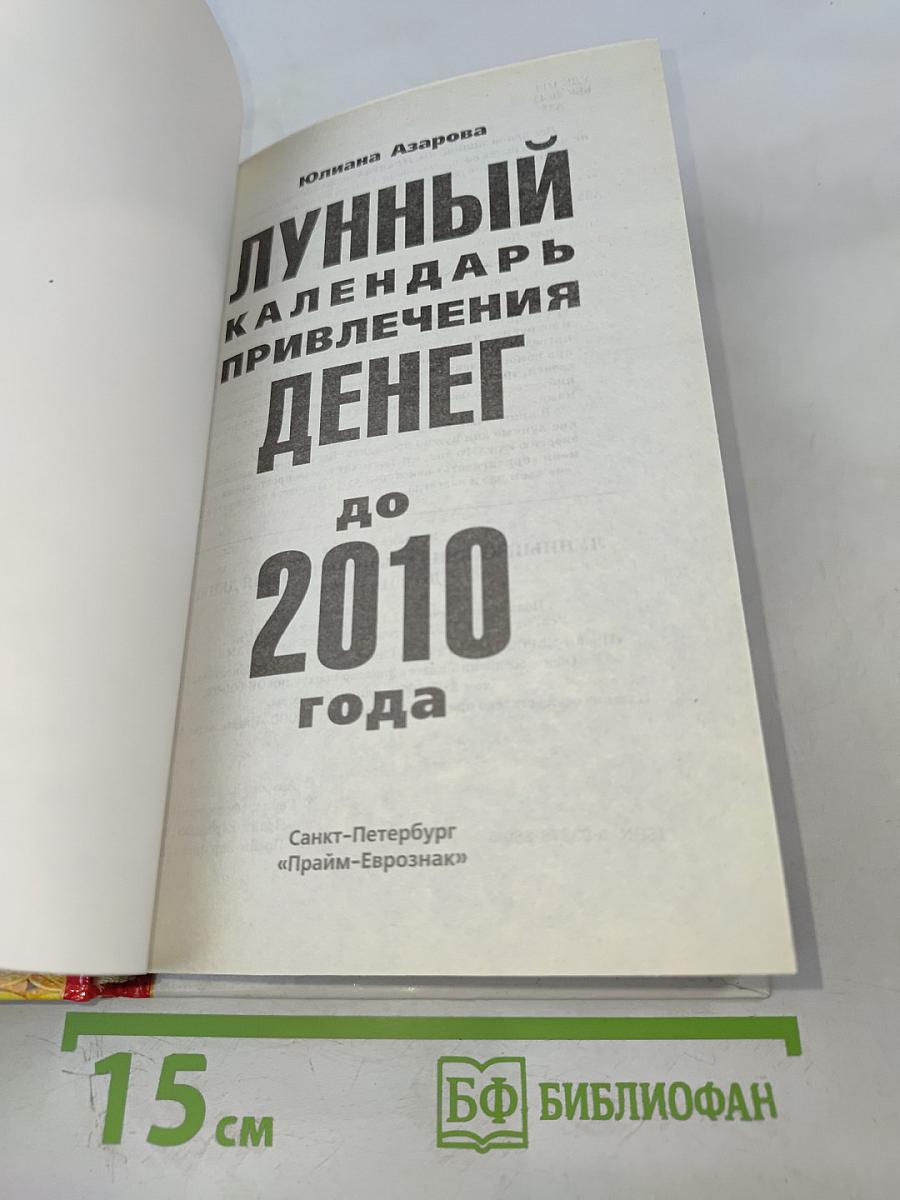 Юлиана Азарова
ЛУННЫЙ
КАЛЕНДАРЬ
ПРИВЛЕЧЕНИЯ
ДЕНЕГ
до
2010
года
Санкт-Петербург
«Прайм-Еврознак»
15 см
БФ БИБЛИОФАН